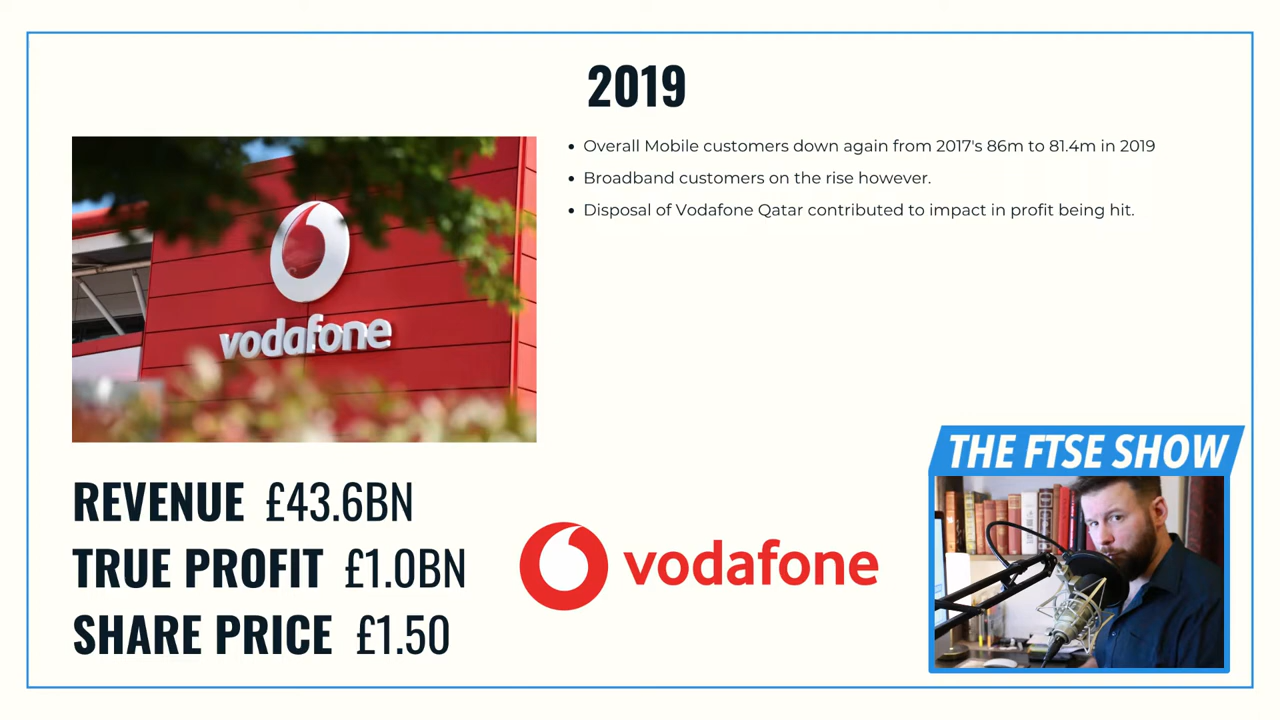 2019
• Overall Mobile customers down again from 2017's 86m to 81.4m in 2019
• Broadband customers on the rise however.
• Disposal of Vodafone Qatar contributed to impact in profit being hit.
vodafone
REVENUE £43.6BN
TRUE PROFIT £1.0BN
SHARE PRICE £1.50
vodafone
THE FTSE SHOW